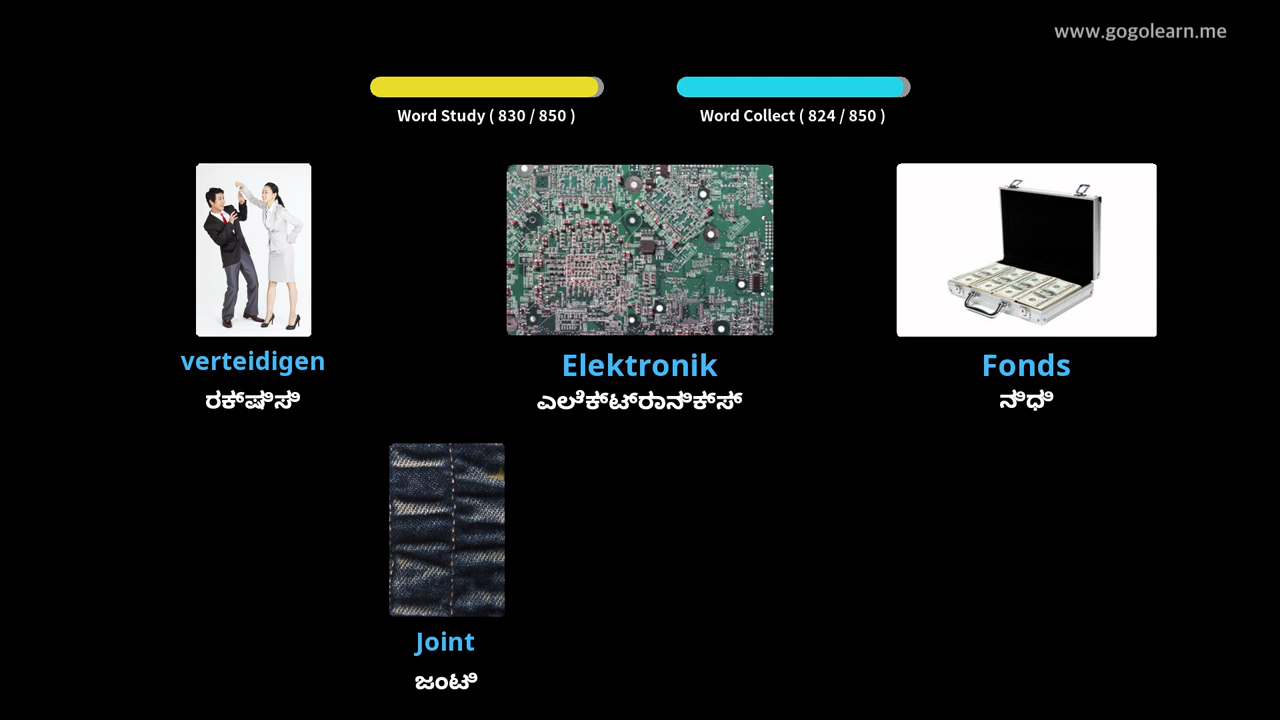 www.gogolearn.me
Word Study ( 830 / 850 )
Word Collect ( 824 / 850 )
verteidigen
Elektronik
Fonds
ರಕ್ಷಿಸಿ
ಎಲೆಕ್ಟ್ರಾನಿಕ್ಸ್
ನಿಧಿ
Joint
ಜಂಟಿ